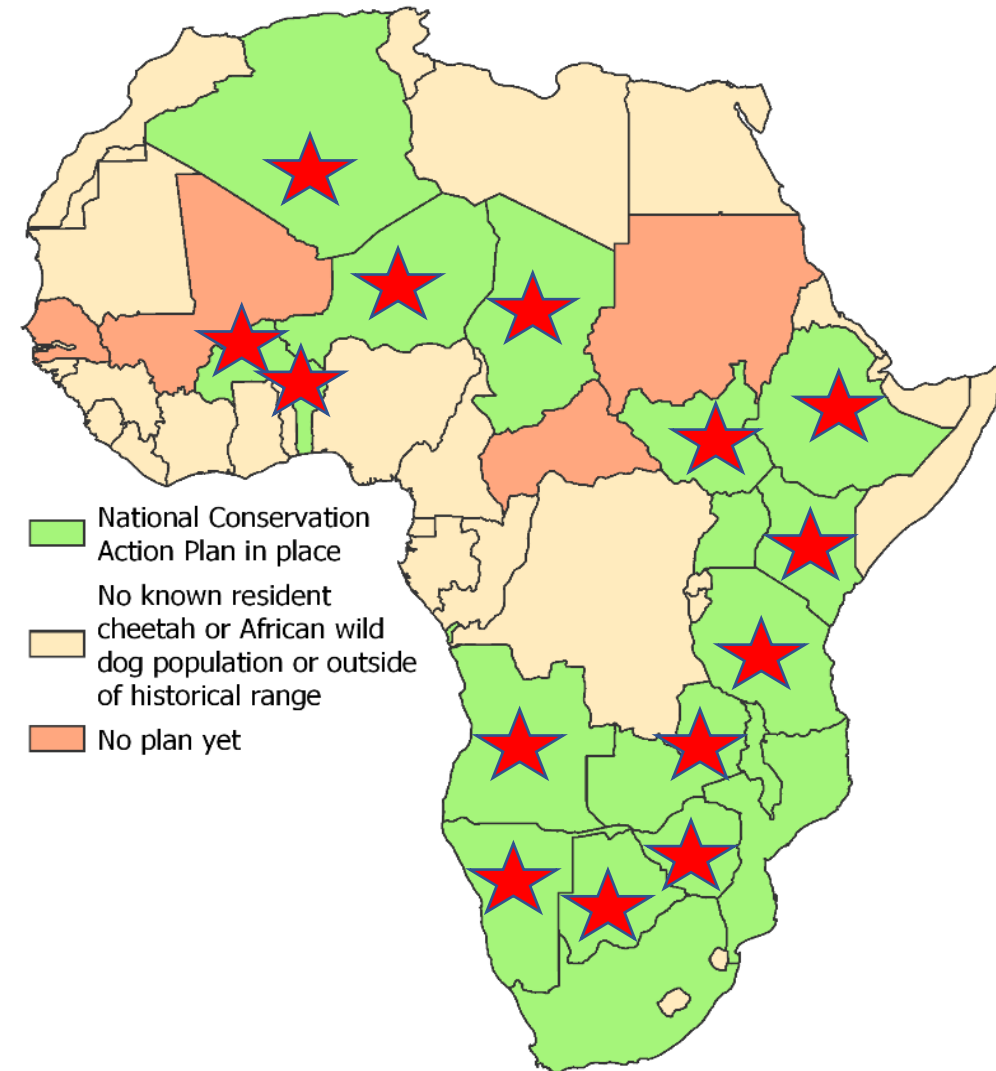 National Conservation
Action Plan in place
No known resident
cheetah or African wild
dog population or outside
of historical range
No plan yet